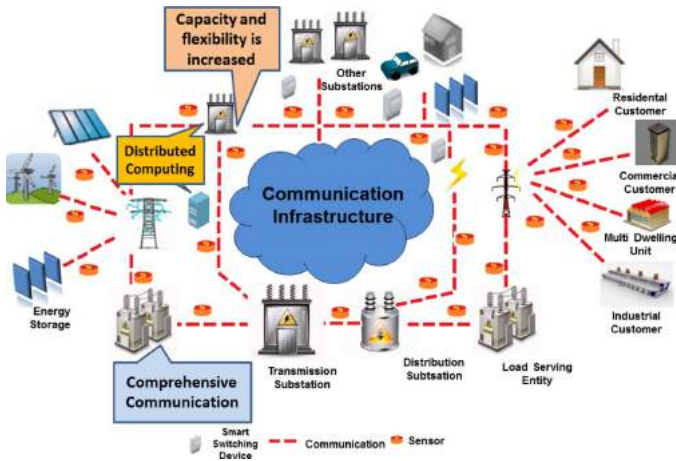 Capacity and
flexibility is
increased
Other
Substations
Residental
Customer
Distributed
Computing
Communication
Infrastructure
Commercial
Customer
Multi Dwelling
Unit
Energy
Storage
Industrial
Customer
Transmission
Substation
Distribution
Subtsation
Load Serving
Entity
Comprehensive
Communication
Smart
Switching
Device
Communication
Sensor